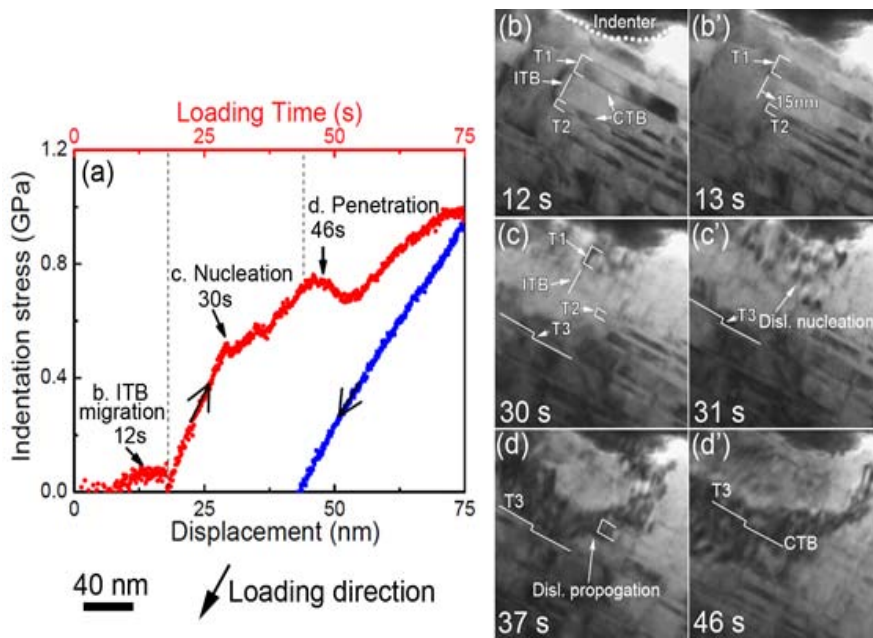 Loading Time (s)
0 25 50 75
1.2
(a)
0.8
0.4
0.0
Indentation stress (GPa)
d. Penetration
46s
c. Nucleation
30s
b. ITB
migration
12s
0 25 50 75
Displacement (nm)
40 nm
Loading direction
(b)
Indenter
T1
ITB
CTB
T2
12 s
(b')
T1
15nm
T2
13 s
(c)
T1
ITB
T2
T3
30 s
(c')
T3
Disl. nucleation
31 s
(d)
T3
Disl. propogation
37 s
(d')
T3
CTB
46 s